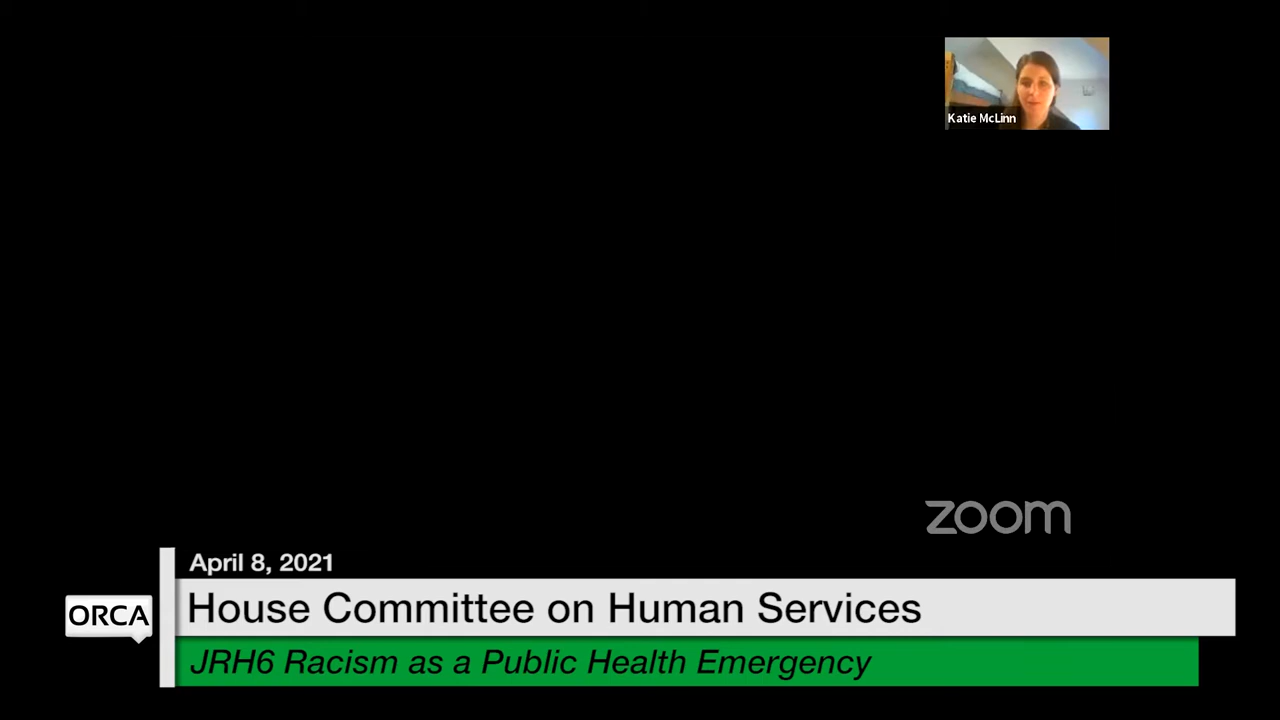 Katie McLinn
zoom
April 8, 2021
House Committee on Human Services
ORCA
JRH6 Racism as a Public Health Emergency